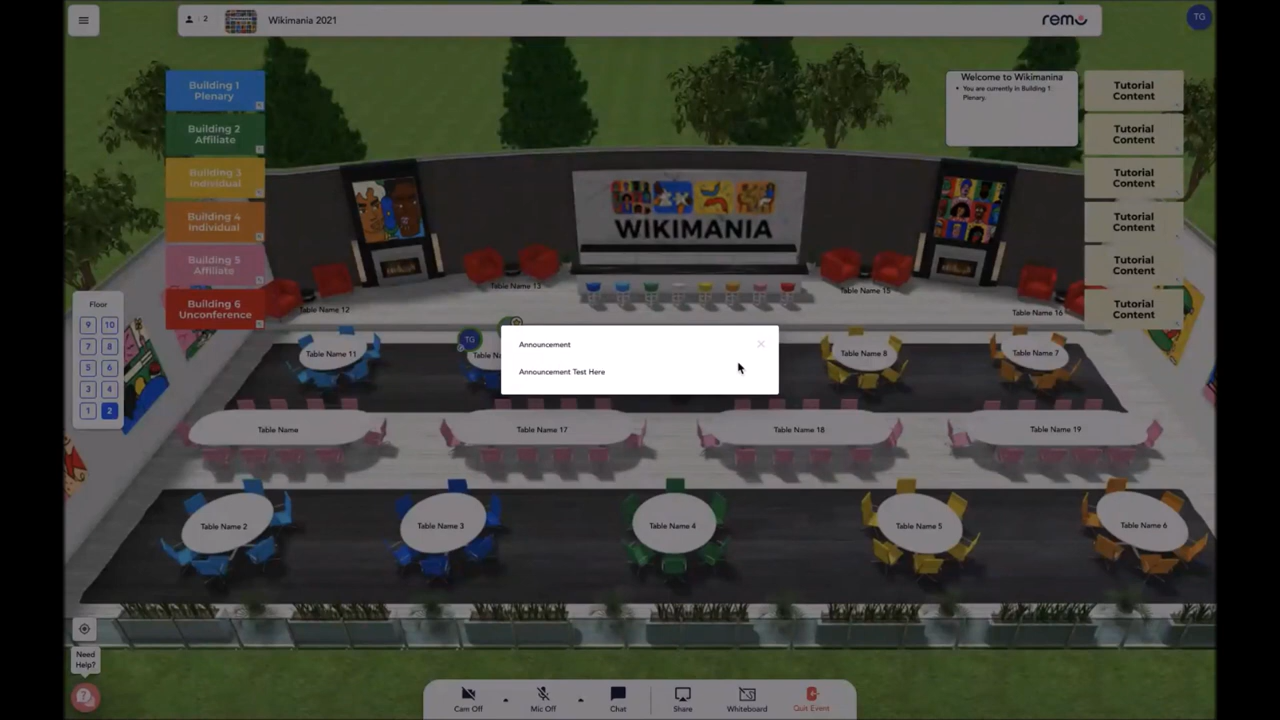 2
Wikimania 2021
remo
TG
Building 1
Plenary
Building 2
Affiliate
Building 3
Individual
Building 4
Individual
Building 5
Affiliate
Building 6
Unconference
Welcome to Wikimanina
You are currently in Building 1
Plenary.
Tutorial
Content
Tutorial
Content
Tutorial
Content
Tutorial
Content
Tutorial
Content
Tutorial
Content
WIKIMANIA
Floor
9 10
7 8
5 6
3 4
1 2
Table Name 12
Table Name 13
Table Name 15
Table Name 16
TG
Table Name 11
Table Na
Table Name 8
Table Name 7
Announcement
Announcement Test Here
Table Name
Table Name 17
Table Name 18
Table Name 19
Table Name 2
Table Name 3
Table Name 4
Table Name 5
Table Name 6
Need
Help?
Cam Off
Mic Off
Chat
Share
Whiteboard
Quit Event